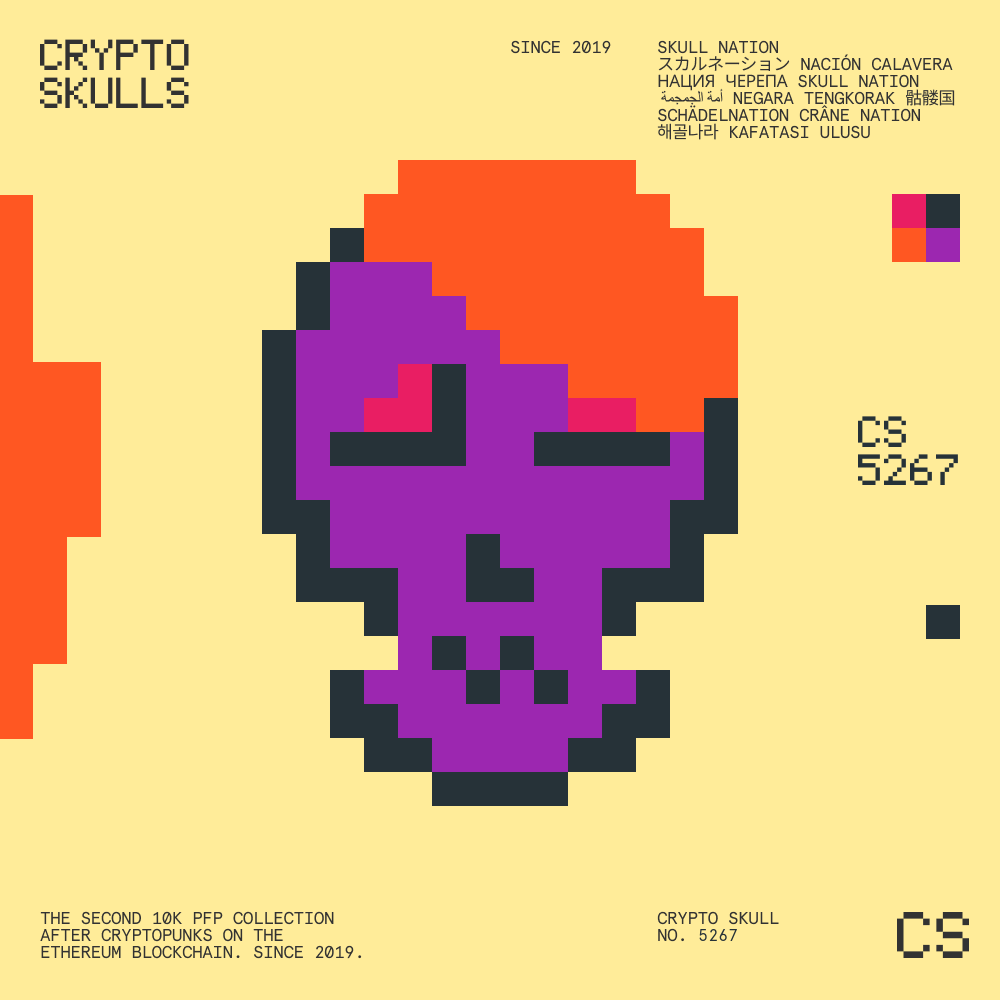 CRYPTO
SKULLS
SINCE 2019
SKULL NATION
スカルネーション NACIÓN CALAVERA
НАЦИЯ ЧЕРЕПА SKULL NATION
أمة الجمجمة NEGARA TENGKORAK 骷髅国
SCHÄDELNATION CRÂNE NATION
해골나라 KAFATASI ULUSU
CS
5267
THE SECOND 10K PFP COLLECTION
AFTER CRYPTOPUNKS ON THE
ETHEREUM BLOCKCHAIN. SINCE 2019.
CRYPTO SKULL
NO. 5267
CS